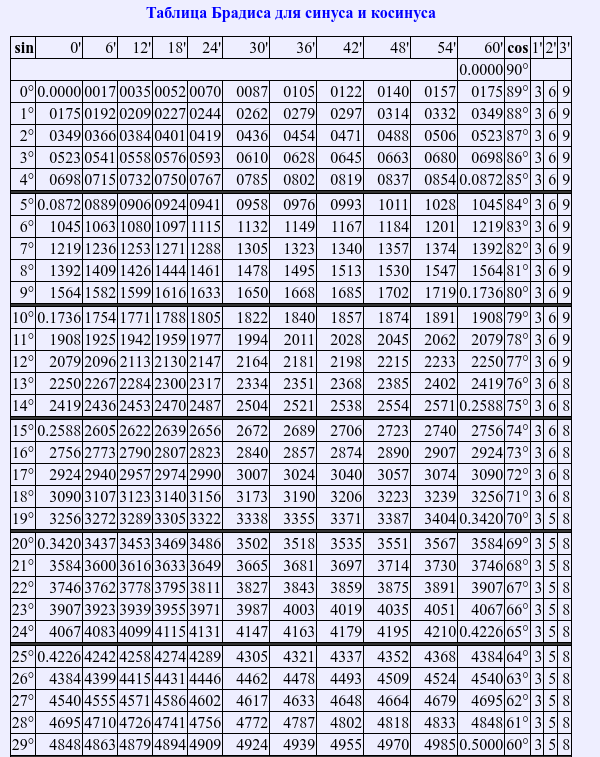 Таблица Брадиса для синуса и косинуса
sin 0' 6' 12' 18' 24' 30' 36' 42' 48' 54' 60' cos 1' 2' 3'
0.0000 90°
0° 0.0000 0017 0035 0052 0070 0087 0105 0122 0140 0157 0175 89° 3 6 9
1° 0175 0192 0209 0227 0244 0262 0279 0297 0314 0332 0349 88° 3 6 9
2° 0349 0366 0384 0401 0419 0436 0454 0471 0488 0506 0523 87° 3 6 9
3° 0523 0541 0558 0576 0593 0610 0628 0645 0663 0680 0698 86° 3 6 9
4° 0698 0715 0732 0750 0767 0785 0802 0819 0837 0854 0.0872 85° 3 6 9
5° 0.0872 0889 0906 0924 0941 0958 0976 0993 1011 1028 1045 84° 3 6 9
6° 1045 1063 1080 1097 1115 1132 1149 1167 1184 1201 1219 83° 3 6 9
7° 1219 1236 1253 1271 1288 1305 1323 1340 1357 1374 1392 82° 3 6 9
8° 1392 1409 1426 1444 1461 1478 1495 1513 1530 1547 1564 81° 3 6 9
9° 1564 1582 1599 1616 1633 1650 1668 1685 1702 1719 0.1736 80° 3 6 9
10° 0.1736 1754 1771 1788 1805 1822 1840 1857 1874 1891 1908 79° 3 6 9
11° 1908 1925 1942 1959 1977 1994 2011 2028 2045 2062 2079 78° 3 6 9
12° 2079 2096 2113 2130 2147 2164 2181 2198 2215 2233 2250 77° 3 6 9
13° 2250 2267 2284 2300 2317 2334 2351 2368 2385 2402 2419 76° 3 6 8
14° 2419 2436 2453 2470 2487 2504 2521 2538 2554 2571 0.2588 75° 3 6 8
15° 0.2588 2605 2622 2639 2656 2672 2689 2706 2723 2740 2756 74° 3 6 8
16° 2756 2773 2790 2807 2823 2840 2857 2874 2890 2907 2924 73° 3 6 8
17° 2924 2940 2957 2974 2990 3007 3024 3040 3057 3074 3090 72° 3 6 8
18° 3090 3107 3123 3140 3156 3173 3190 3206 3223 3239 3256 71° 3 6 8
19° 3256 3272 3289 3305 3322 3338 3355 3371 3387 3404 0.3420 70° 3 5 8
20° 0.3420 3437 3453 3469 3486 3502 3518 3535 3551 3567 3584 69° 3 5 8
21° 3584 3600 3616 3633 3649 3665 3681 3697 3714 3730 3746 68° 3 5 8
22° 3746 3762 3778 3795 3811 3827 3843 3859 3875 3891 3907 67° 3 5 8
23° 3907 3923 3939 3955 3971 3987 4003 4019 4035 4051 4067 66° 3 5 8
24° 4067 4083 4099 4115 4131 4147 4163 4179 4195 4210 0.4226 65° 3 5 8
25° 0.4226 4242 4258 4274 4289 4305 4321 4337 4352 4368 4384 64° 3 5 8
26° 4384 4399 4415 4431 4446 4462 4478 4493 4509 4524 4540 63° 3 5 8
27° 4540 4555 4571 4586 4602 4617 4633 4648 4664 4679 4695 62° 3 5 8
28° 4695 4710 4726 4741 4756 4772 4787 4802 4818 4833 4848 61° 3 5 8
29° 4848 4863 4879 4894 4909 4924 4939 4955 4970 4985 0.5000 60° 3 5 8